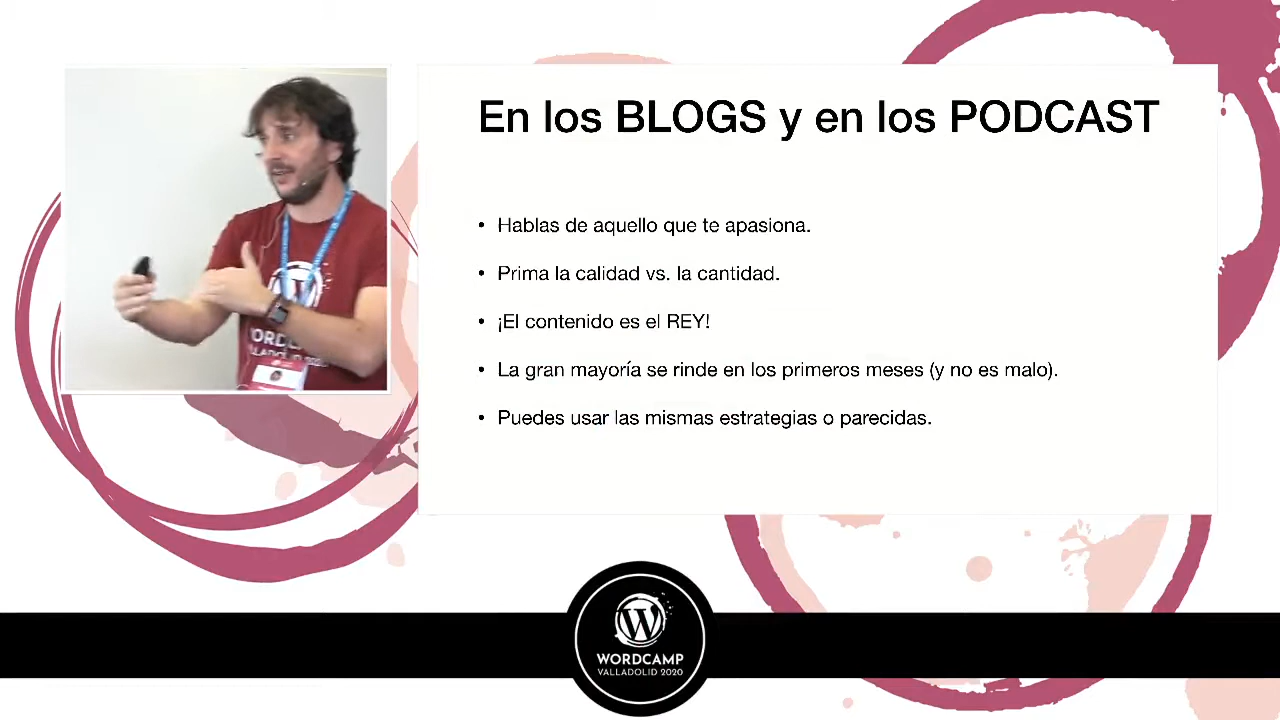 En los BLOGS y en los PODCAST
• Hablas de aquello que te apasiona.
• Prima la calidad vs. la cantidad.
• ¡El contenido es el REY!
• La gran mayoría se rinde en los primeros meses (y no es malo).
• Puedes usar las mismas estrategias o parecidas.
WORDCAMP
VALLADOLID 2020